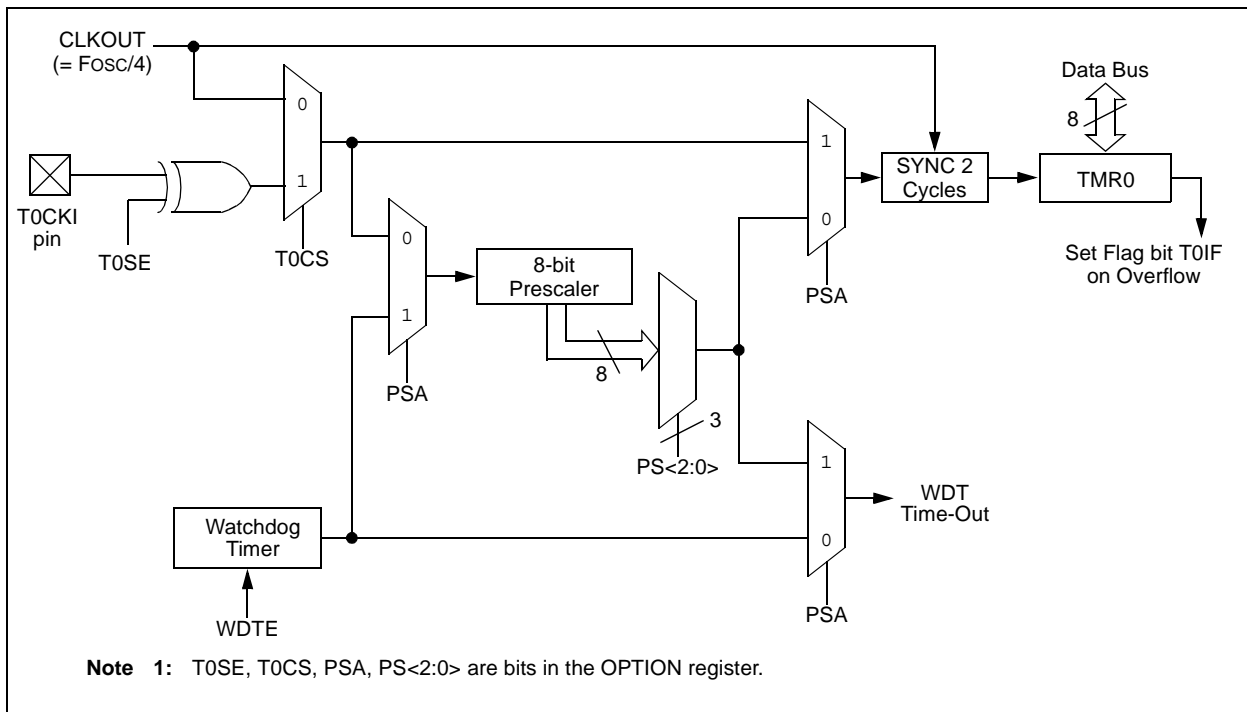 CLKOUT
(= FOSC/4)
0
1
T0CKI
pin
T0SE
T0CS
0
1
PSA
8-bit
Prescaler
8
3
PS<2:0>
1
0
PSA
SYNC 2
Cycles
Data Bus
8
TMR0
Set Flag bit T0IF
on Overflow
Watchdog
Timer
WDTE
1
0
PSA
WDT
Time-Out
Note 1: T0SE, T0CS, PSA, PS<2:0> are bits in the OPTION register.